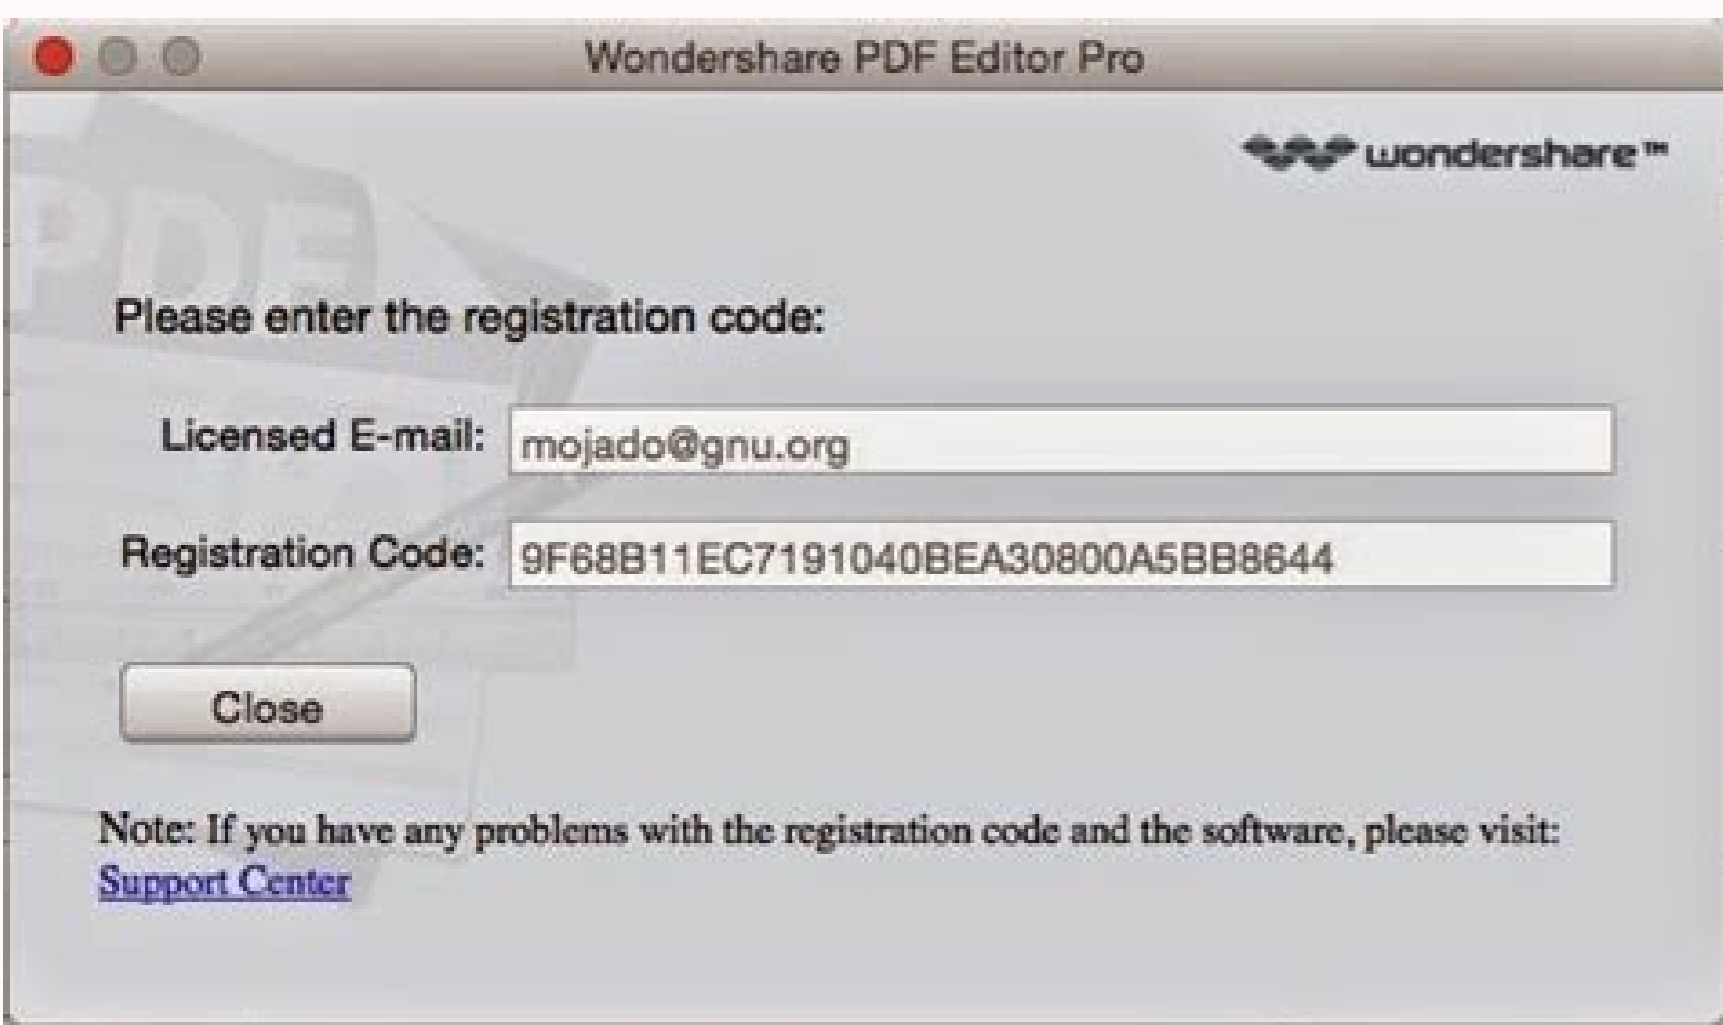 Wondershare PDF Editor Pro
wondershare™
PDF
Please enter the registration code:
Licensed E-mail: mojado@gnu.org
Registration Code: 9F68B11EC7191040BEA30800A5BB8644
Close
Note: If you have any problems with the registration code and the software, please visit:
Support Center